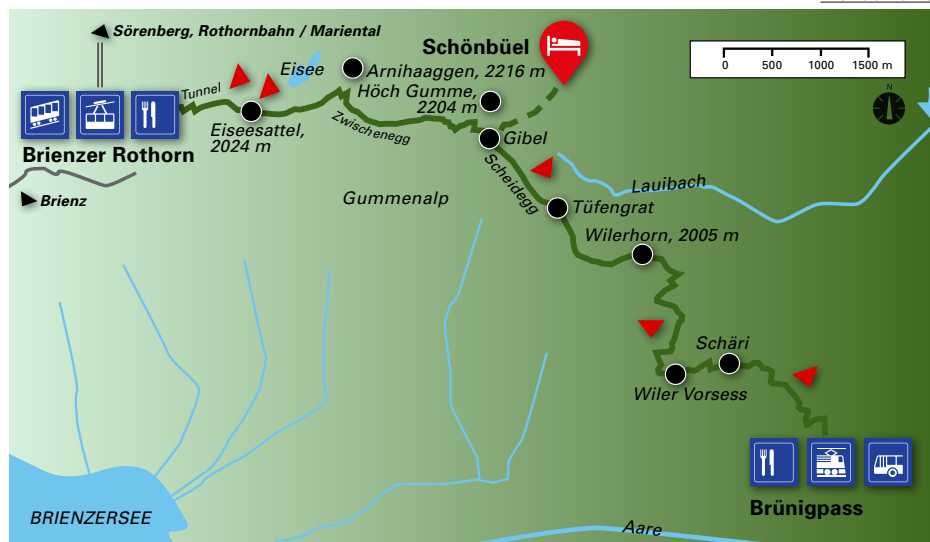 Sörenberg, Rothornbahn / Mariental
Schönbüel
Eisee
Arnihaaggen, 2216 m
0 500 1000 1500 m
N
Tunnel
Höch Gumme,
2204 m
Eiseesattel,
2024 m
Zwischenegg
Gibel
Brienzer Rothorn
Scheidegg
Brienz
Gummenalp
Lauibach
Tüfengrat
Wilerhorn, 2005 m
Schäri
Wiler Vorsess
Brünigpass
BRIENZERSEE
Aare